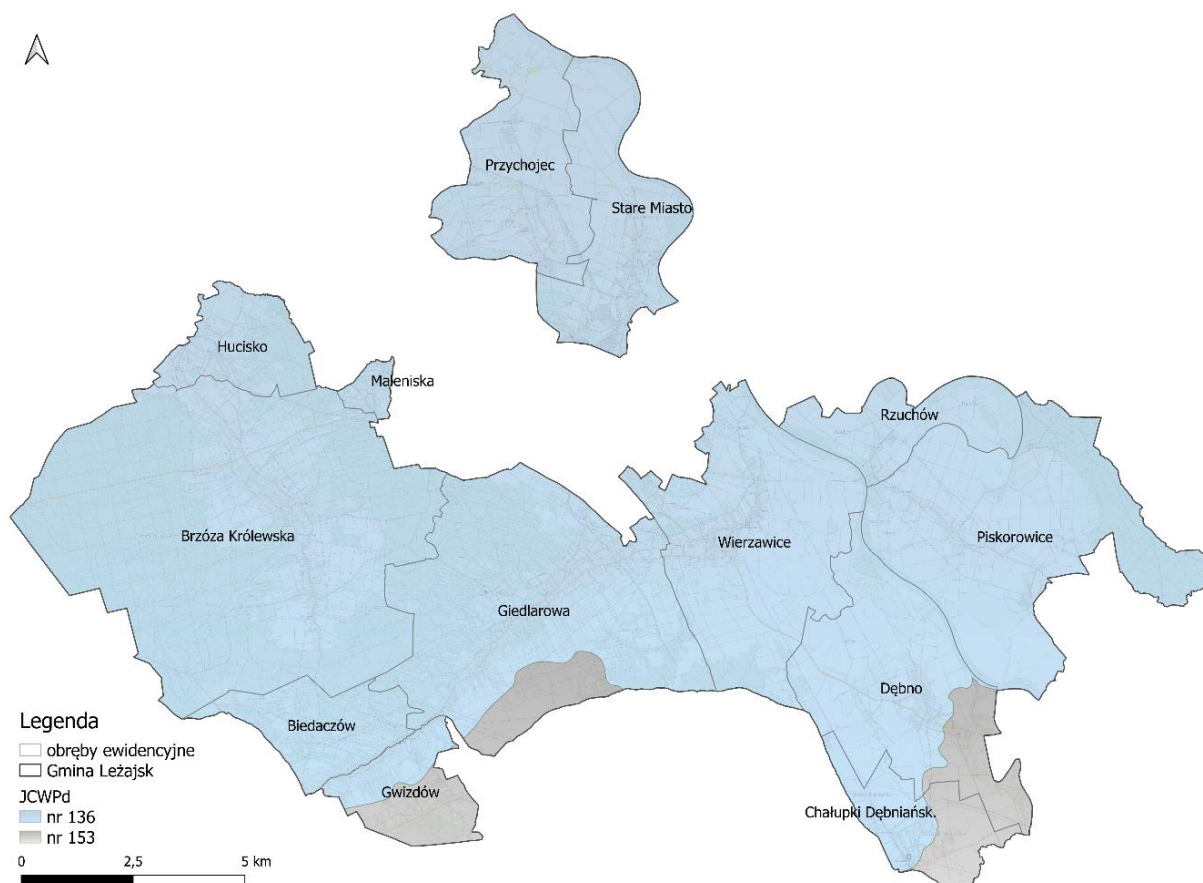 Przychojec
Stare Miasto
Hucisko
Maleniska
Rzuchów
Brzóza Królewska
Wierzawice
Piskorowice
Giedlarowa
Dębno
Biedaczów
Gwizdów
Chałupki Dębniańsk.
Legenda
obręby ewidencyjne
Gmina Leżajsk
JCWPd
nr 136
nr 153
0 2,5 5 km